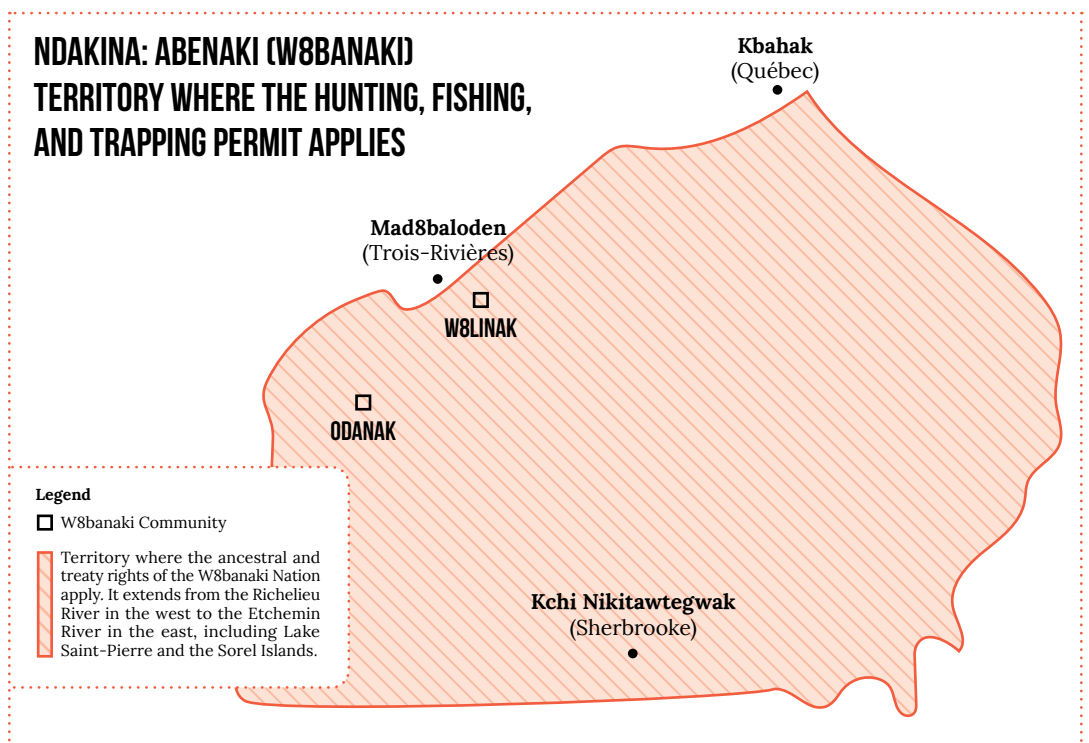 NDAKINA: ABENAKI (W8BANAKI)
TERRITORY WHERE THE HUNTING, FISHING,
AND TRAPPING PERMIT APPLIES
Kbahak
(Québec)
Mad8baloden
(Trois-Rivières)
W8LINAK
ODANAK
Legend
W8banaki Community
Territory where the ancestral and
treaty rights of the W8banaki Nation
apply. It extends from the Richelieu
River in the west to the Etchemin
River in the east, including Lake
Saint-Pierre and the Sorel Islands.
Kchi Nikitawtegwak
(Sherbrooke)